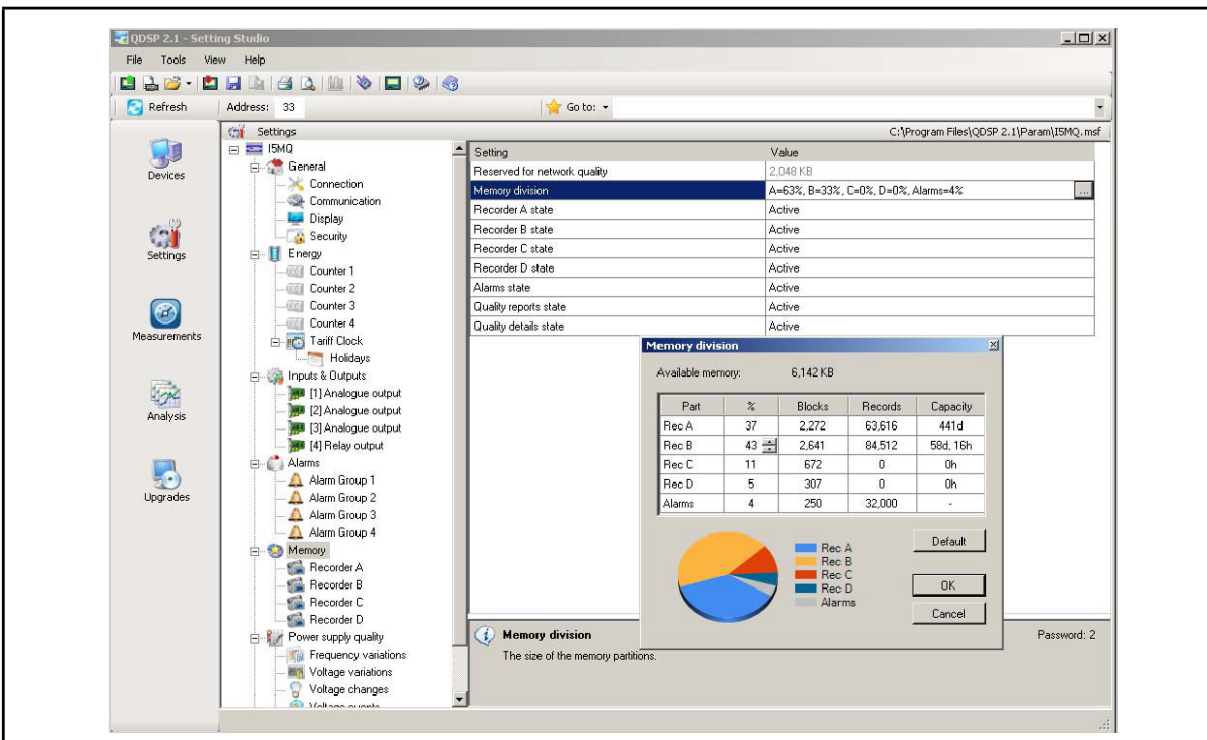 QDSP 2.1 - Setting Studio
File Tools View Help
Refresh Address: 33 Go to:
Settings C:\Program Files\QDSP 2.1\Param\I5MQ.msf
Devices
Settings
Measurements
Analysis
Upgrades
I5MQ
General
Connection
Communication
Display
Security
Energy
Counter 1
Counter 2
Counter 3
Counter 4
Tariff Clock
Holidays
Inputs & Outputs
[1] Analogue output
[2] Analogue output
[3] Analogue output
[4] Relay output
Alarms
Alarm Group 1
Alarm Group 2
Alarm Group 3
Alarm Group 4
Memory
Recorder A
Recorder B
Recorder C
Recorder D
Power supply quality
Frequency variations
Voltage variations
Voltage changes
Voltage events
Setting Value
Reserved for network quality 2,048 KB
Memory division A=63%, B=33%, C=0%, D=0%, Alarms=4% ...
Recorder A state Active
Recorder B state Active
Recorder C state Active
Recorder D state Active
Alarms state Active
Quality reports state Active
Quality details state Active
Memory division
Available memory: 6,142 KB
Part % Blocks Records Capacity
Rec A 37 2,272 63,616 441d
Rec B 43 2,641 84,512 58d, 16h
Rec C 11 672 0 0h
Rec D 5 307 0 0h
Alarms 4 250 32,000 -
Rec A
Rec B
Rec C
Rec D
Alarms
Default
OK
Cancel
Memory division Password: 2
The size of the memory partitions.